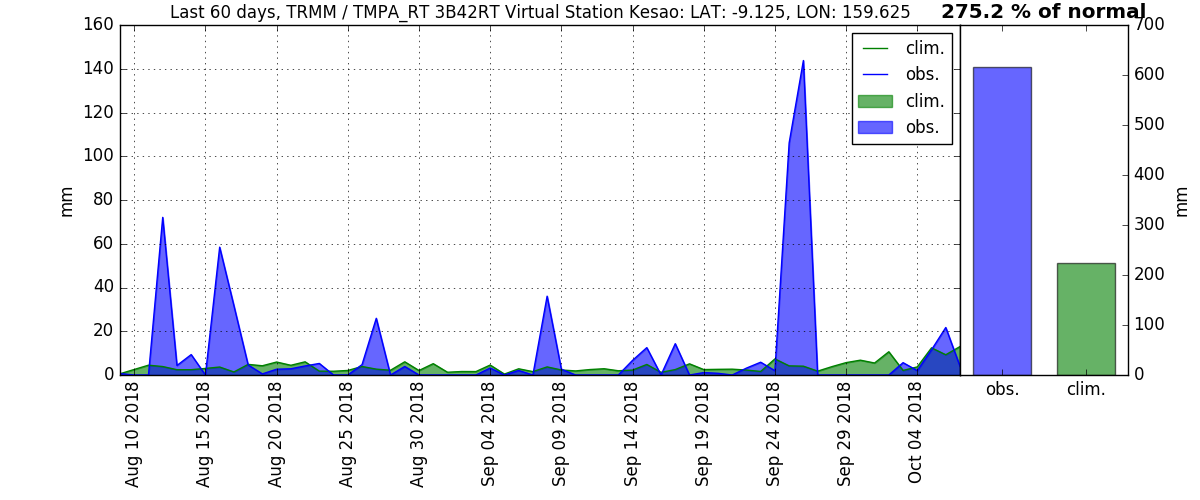 Last 60 days, TRMM / TMPA_RT 3B42RT Virtual Station Kesao: LAT: -9.125, LON: 159.625
275.2 % of normal
160
140
120
100
80
60
40
20
0
mm
clim.
obs.
clim.
obs.
Aug 10 2018
Aug 15 2018
Aug 20 2018
Aug 25 2018
Aug 30 2018
Sep 04 2018
Sep 09 2018
Sep 14 2018
Sep 19 2018
Sep 24 2018
Sep 29 2018
Oct 04 2018
700
600
500
400
300
200
100
0
mm
obs.
clim.